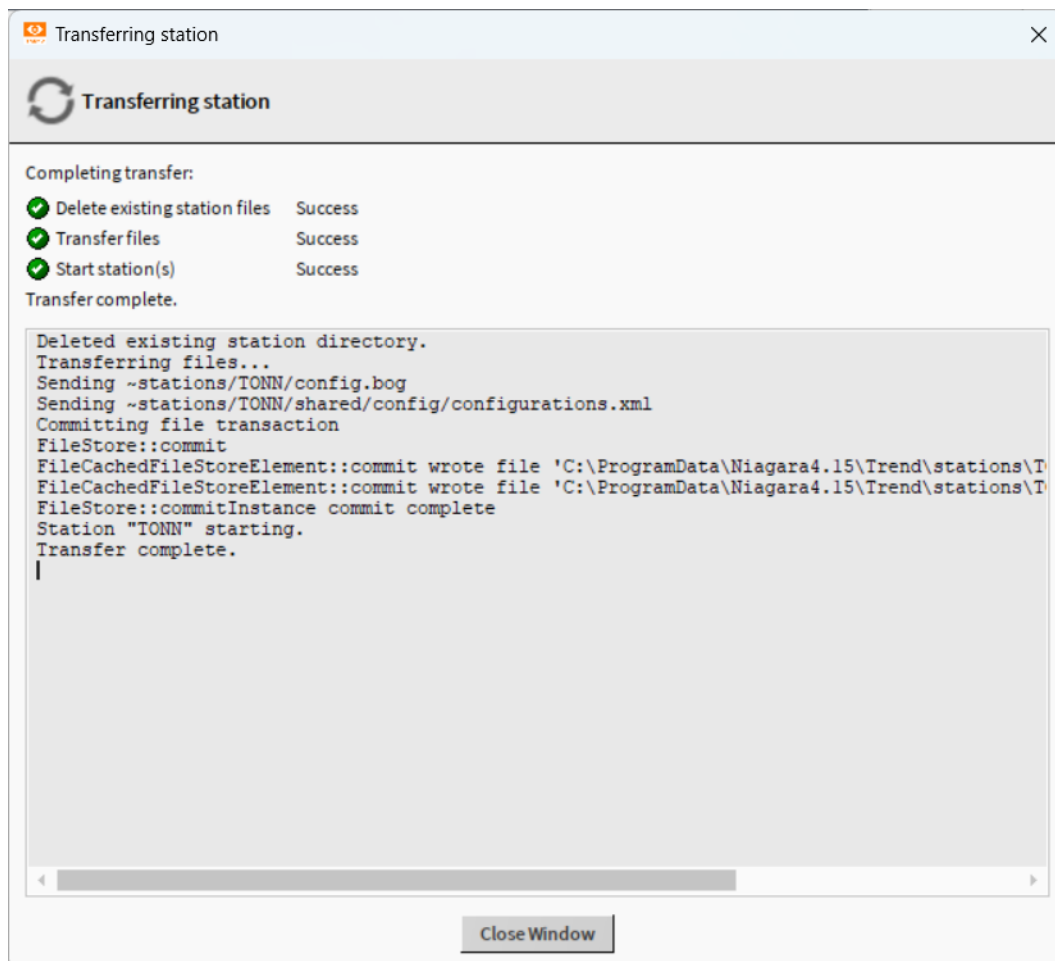 Transferring station
Transferring station
Completing transfer:
Delete existing station files Success
Transfer files Success
Start station(s) Success
Transfer complete.
Deleted existing station directory.
Transferring files...
Sending ~stations/TONN/config.bog
Sending ~stations/TONN/shared/config/configurations.xml
Committing file transaction
FileStore::commit
FileCachedFileStoreElement::commit wrote file 'C:\ProgramData\Niagara4.15\Trend\stations\T
FileCachedFileStoreElement::commit wrote file 'C:\ProgramData\Niagara4.15\Trend\stations\T
FileStore::commitInstance commit complete
Station "TONN" starting.
Transfer complete.
Close Window